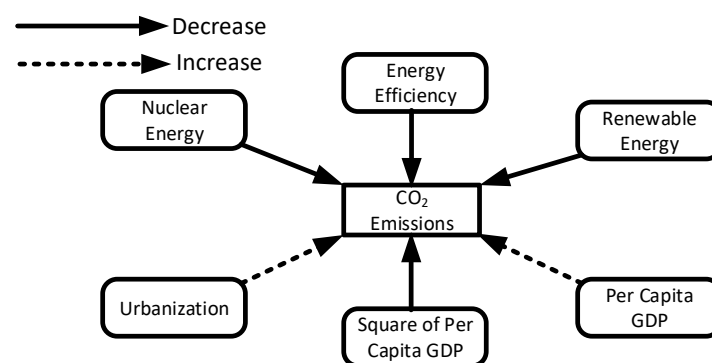 Decrease
Increase
Energy
Efficiency
Nuclear
Energy
Renewable
Energy
CO₂
Emissions
Urbanization
Square of Per
Capita GDP
Per Capita
GDP